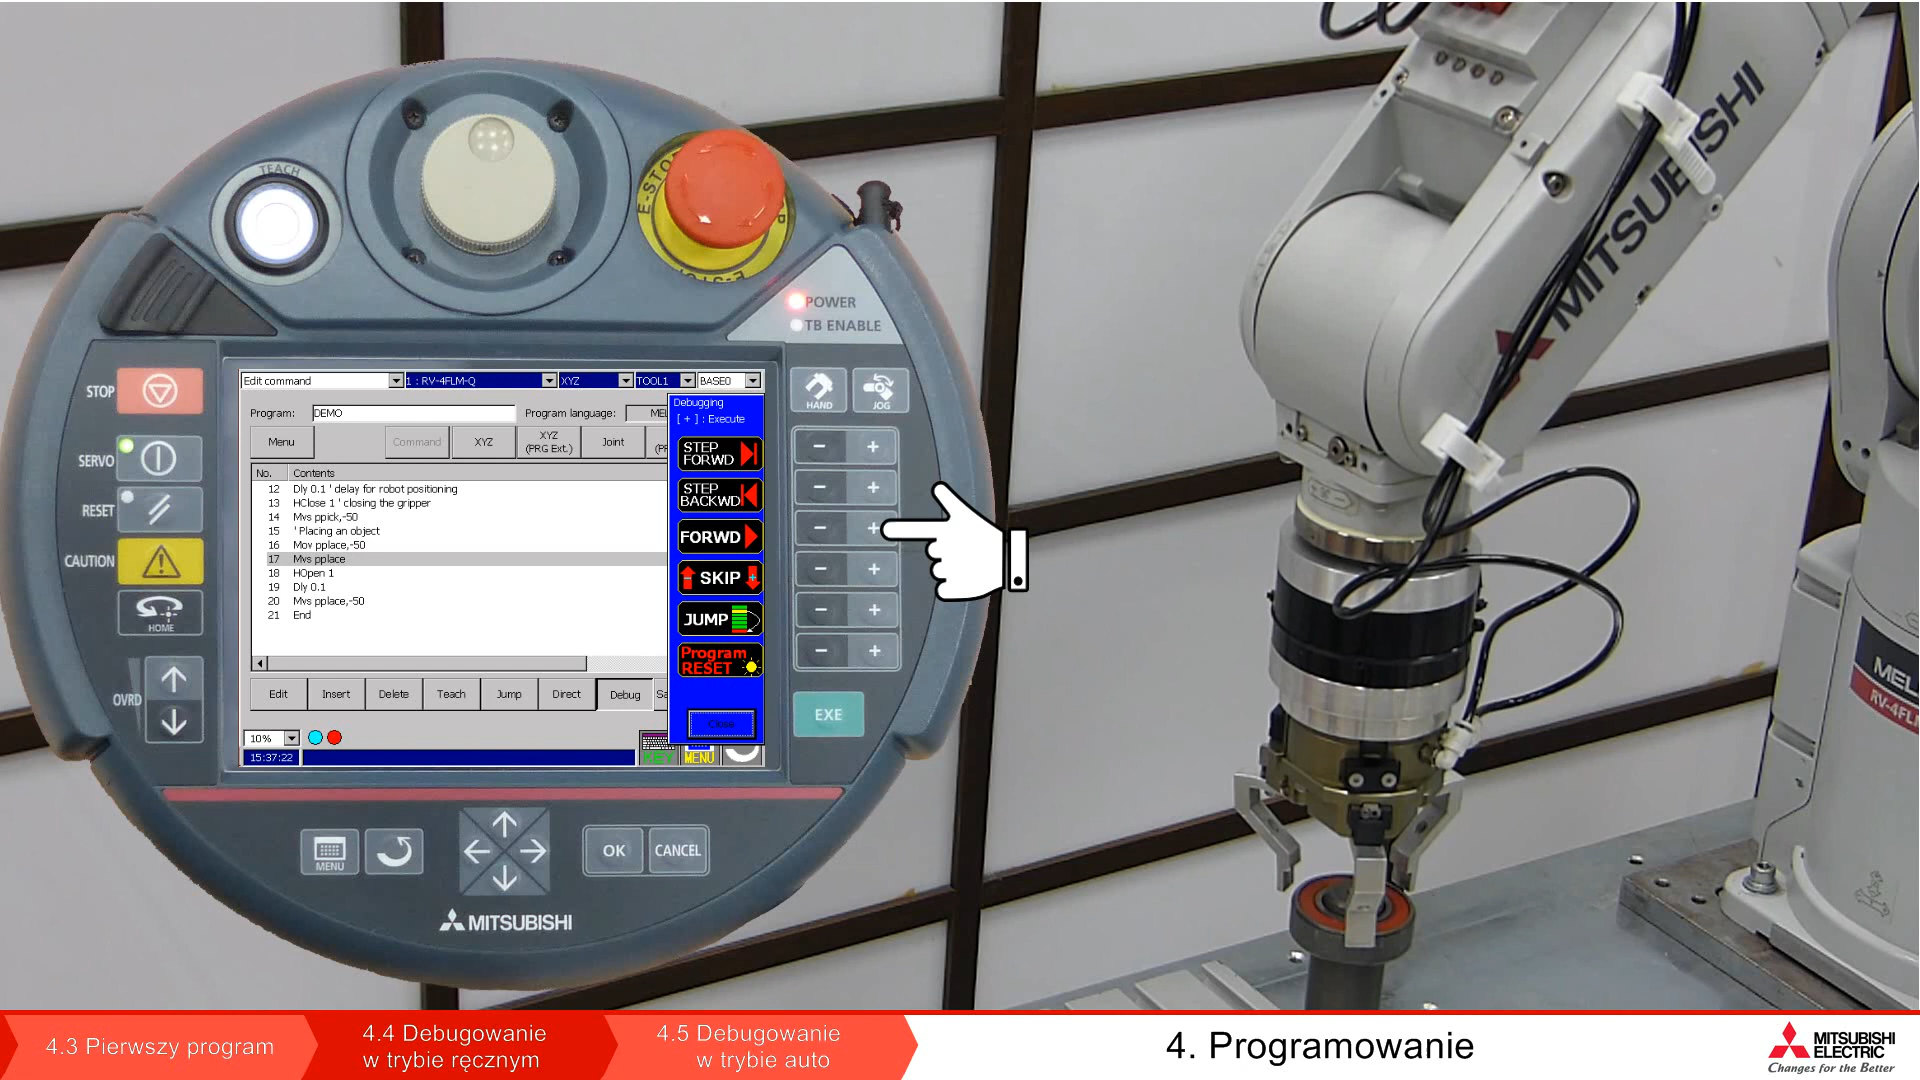 TEACH
E-STOP
POWER
TB ENABLE
STOP
SERVO
RESET
CAUTION
HOME
OVRD
Edit command
1 : RV-4FLM-Q
XYZ
TOOL1
BASE0
Program:
DEMO
Program language:
MEL
Menu
Command
XYZ
XYZ
(PRG Ext.)
Joint
No.
Contents
12 Dly 0.1 ' delay for robot positioning
13 HClose 1 ' closing the gripper
14 Mvs ppick,-50
15 ' Placing an object
16 Mov pplace,-50
17 Mvs pplace
18 HOpen 1
19 Dly 0.1
20 Mvs pplace,-50
21 End
Edit
Insert
Delete
Teach
Jump
Direct
Debug
10%
15:37:22
KEY
MENU
Debugging
[ + ] : Execute
STEP
FORWD
STEP
BACKWD
FORWD
SKIP
JUMP
Program
RESET
Close
HAND
JOG
- +
- +
- +
- +
- +
- +
EXE
MENU
OK
CANCEL
MITSUBISHI
MITSUBISHI
MEL
RV-4FL
4.3 Pierwszy program
4.4 Debugowanie
w trybie ręcznym
4.5 Debugowanie
w trybie auto
4. Programowanie
MITSUBISHI
ELECTRIC
Changes for the Better